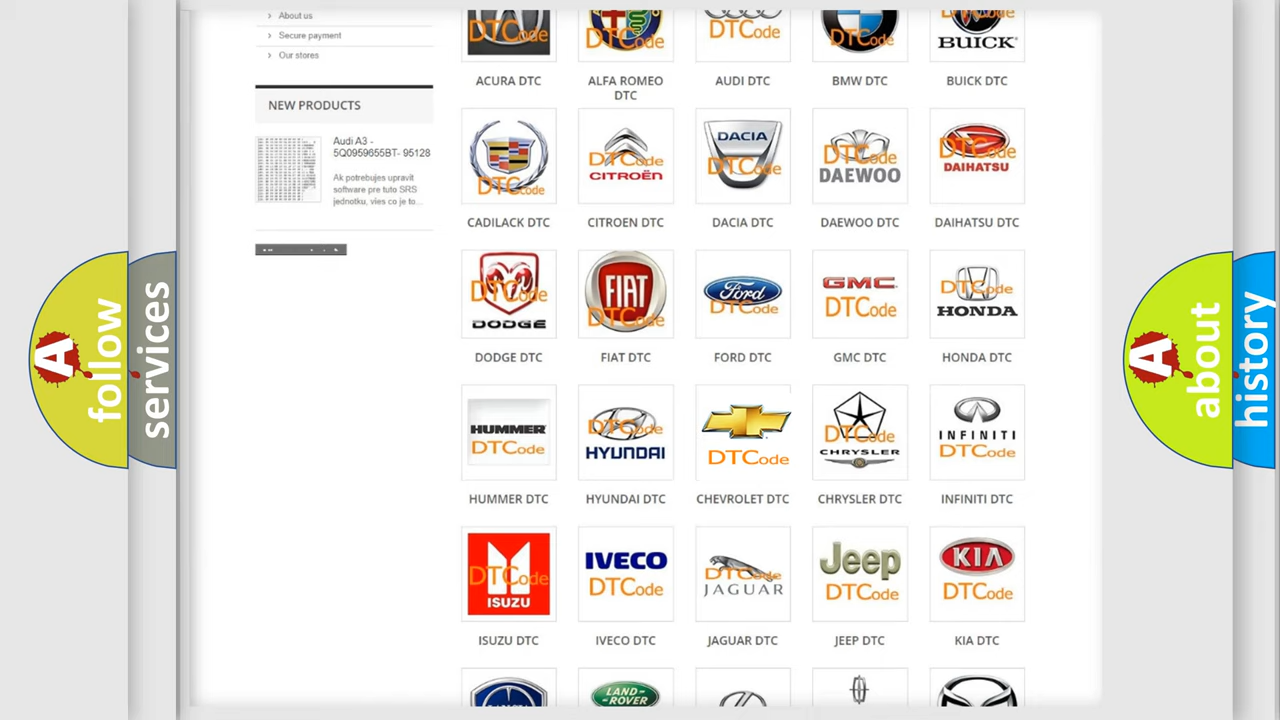 About us
Secure payment
Our stores
NEW PRODUCTS
Audi A3 -
5Q0959655BT- 95128
Ak potrebujes upravit
software pre tuto SRS
jednotku, vies co je to...
DTCode DTCode DTCode DTCode BUICK
ACURA DTC ALFA ROMEO DTC AUDI DTC BMW DTC BUICK DTC
DTCode
DTCode CITROËN
DACIA DTCode
DTCode DAEWOO
DTCode DAIHATSU
CADILACK DTC CITROEN DTC DACIA DTC DAEWOO DTC DAIHATSU DTC
DTCode DODGE
FIAT DTCode
Ford DTCode
GMC DTCode
DTCode HONDA
DODGE DTC FIAT DTC FORD DTC GMC DTC HONDA DTC
HUMMER DTCode
DTCode HYUNDAI
DTCode
DTCode CHRYSLER
INFINITI DTCode
HUMMER DTC HYUNDAI DTC CHEVROLET DTC CHRYSLER DTC INFINITI DTC
DTCode ISUZU
IVECO DTCode
DTCode JAGUAR
Jeep DTCode
KIA DTCode
ISUZU DTC IVECO DTC JAGUAR DTC JEEP DTC KIA DTC
LAND-
ROVER
A follow
services
A about
history